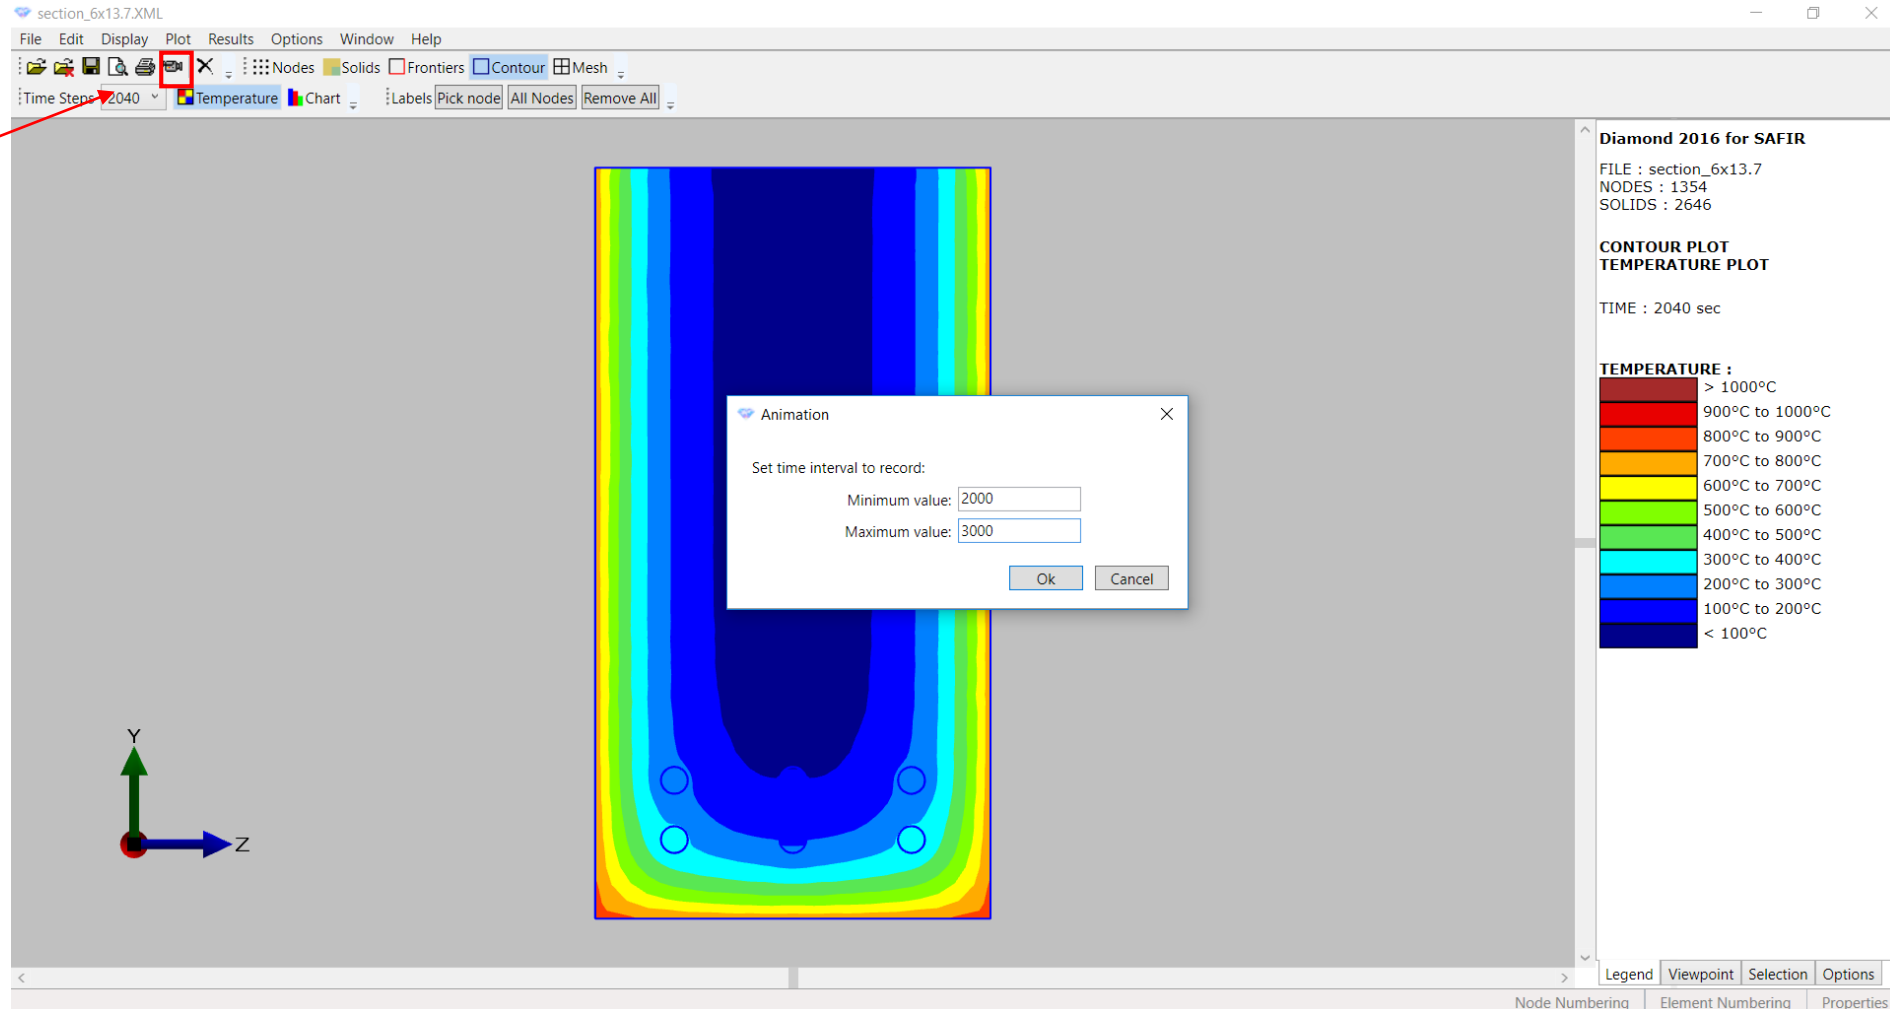 section_6x13.7.XML
File Edit Display Plot Results Options Window Help
Nodes Solids Frontiers Contour Mesh
Time Steps 2040 Temperature Chart Labels Pick node All Nodes Remove All
Diamond 2016 for SAFIR
FILE : section_6x13.7
NODES : 1354
SOLIDS : 2646
CONTOUR PLOT
TEMPERATURE PLOT
TIME : 2040 sec
TEMPERATURE :
> 1000°C
900°C to 1000°C
800°C to 900°C
700°C to 800°C
600°C to 700°C
500°C to 600°C
400°C to 500°C
300°C to 400°C
200°C to 300°C
100°C to 200°C
< 100°C
Animation
Set time interval to record:
Minimum value: 2000
Maximum value: 3000
Ok Cancel
Y
Z
Legend Viewpoint Selection Options
Node Numbering Element Numbering Properties